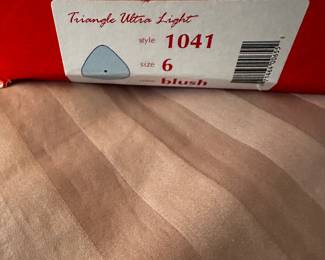 Triangle Ultra Light
style 1041
size 6
blush